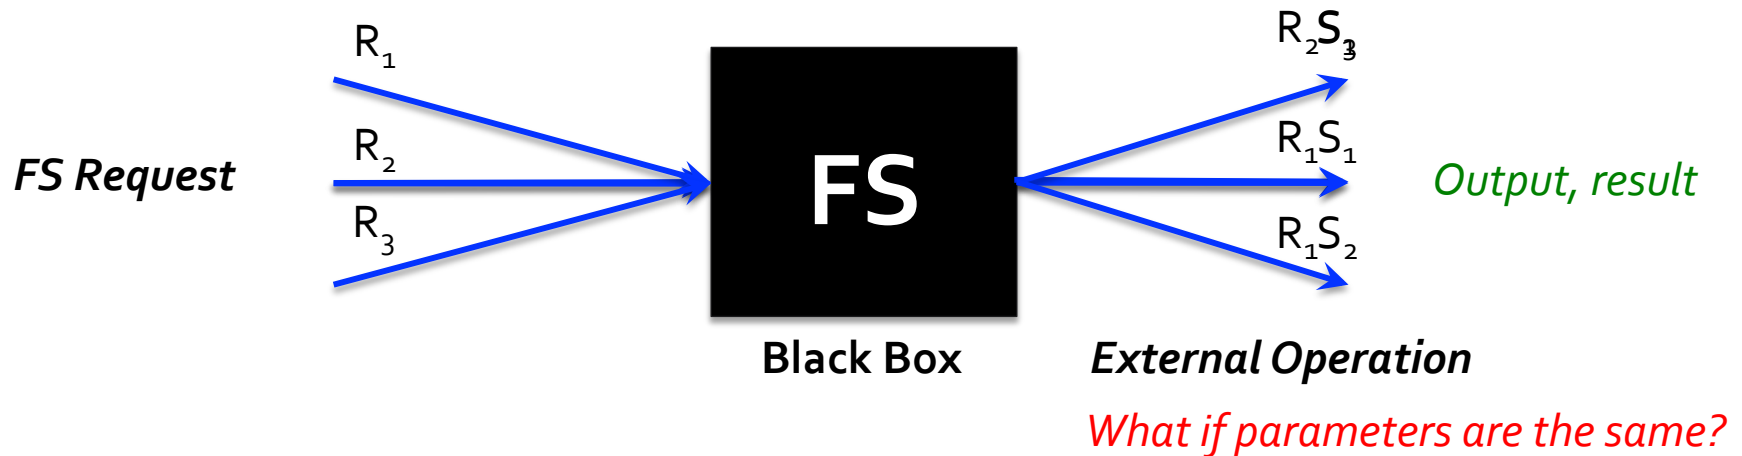 R₁
R₂
R₃
FS Request
FS
Black Box
R₂S
R₁S₁
R₁S₂
External Operation
Output, result
What if parameters are the same?